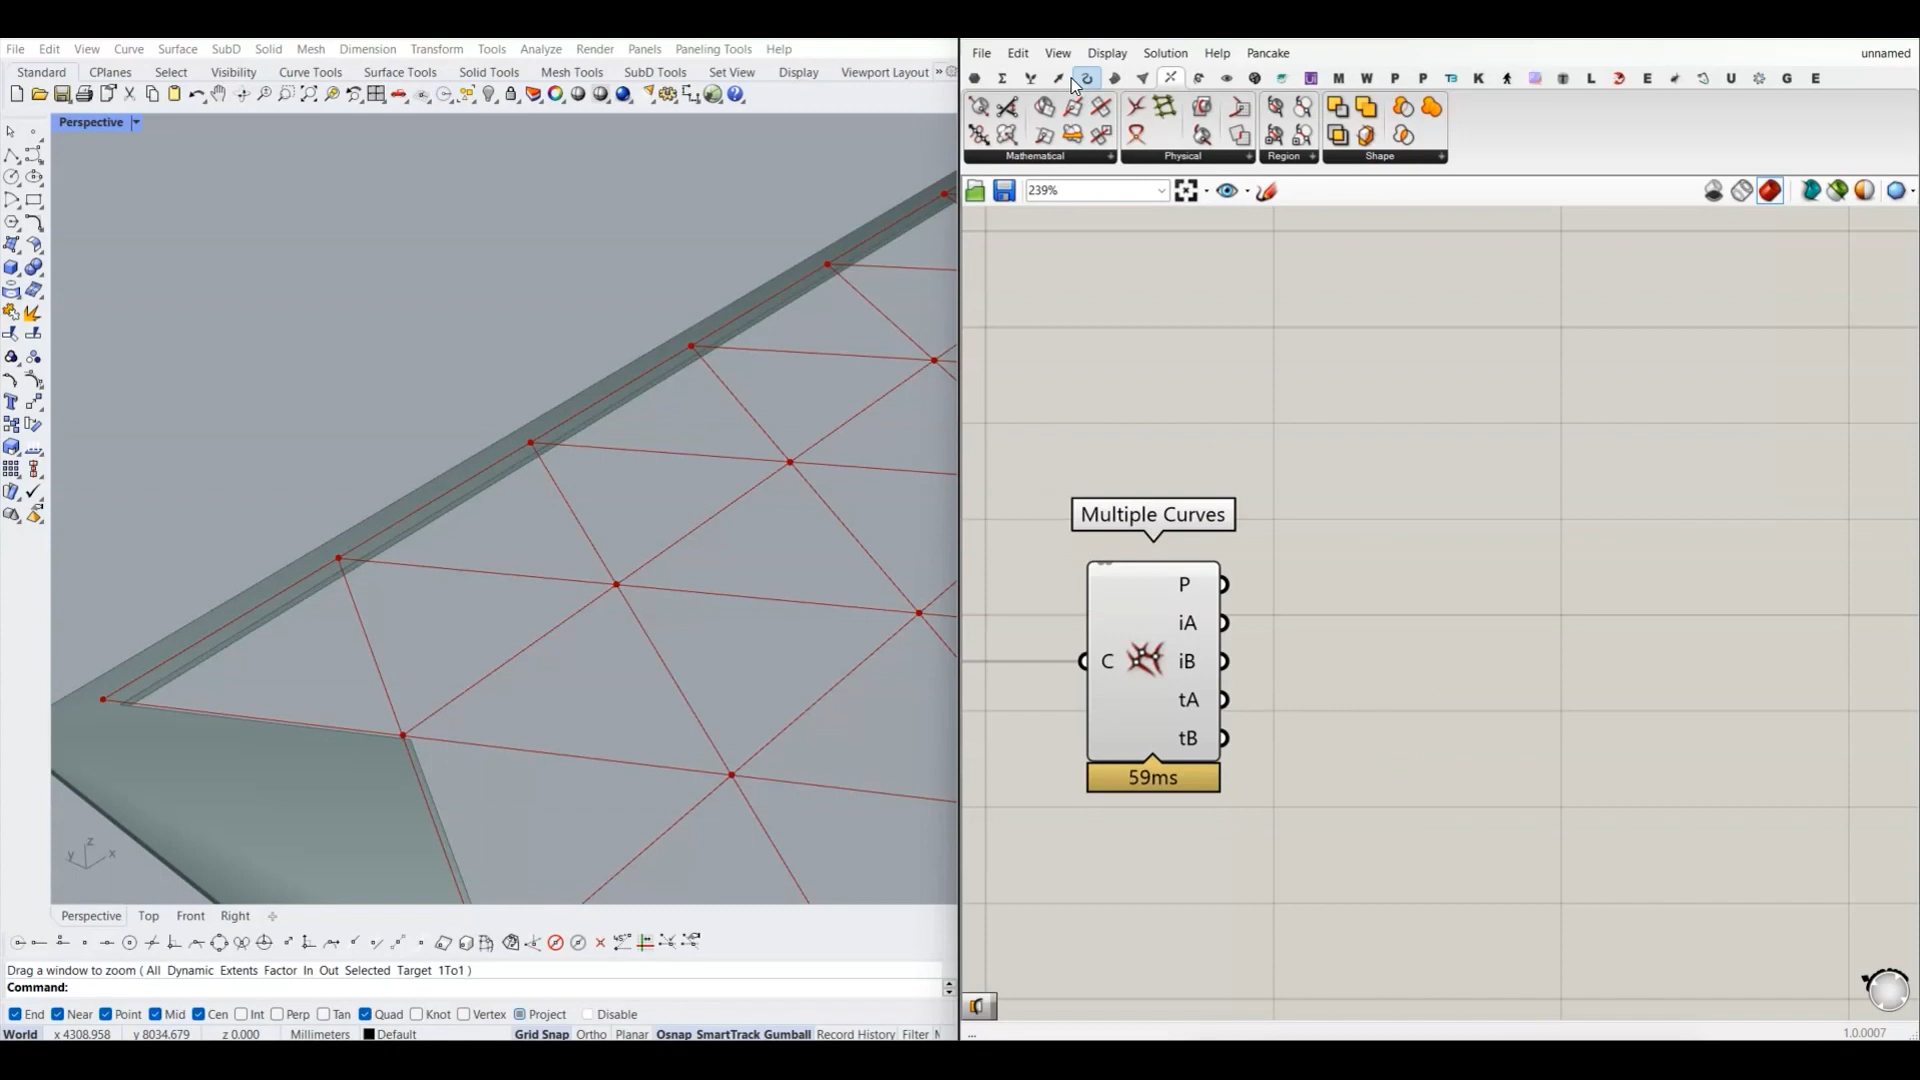 File Edit View Curve Surface SubD Solid Mesh Dimension Transform Tools Analyze Render Panels Paneling Tools Help
Standard CPlanes Select Visibility Curve Tools Surface Tools Solid Tools Mesh Tools SubD Tools Set View Display Viewport Layout »
Perspective
z
y x
Perspective Top Front Right
Drag a window to zoom ( All Dynamic Extents Factor In Out Selected Target 1To1 )
Command:
End Near Point Mid Cen Int Perp Tan Quad Knot Vertex Project Disable
World x 4308.958 y 8034.679 z 0.000 Millimeters Default Grid Snap Ortho Planar Osnap SmartTrack Gumball Record History Filter
File Edit View Display Solution Help Pancake unnamed
M W P P T3 K E L U G E
Mathematical Physical Region Shape
239%
Multiple Curves
P
iA
C iB
tA
tB
59ms
... 1.0.0007